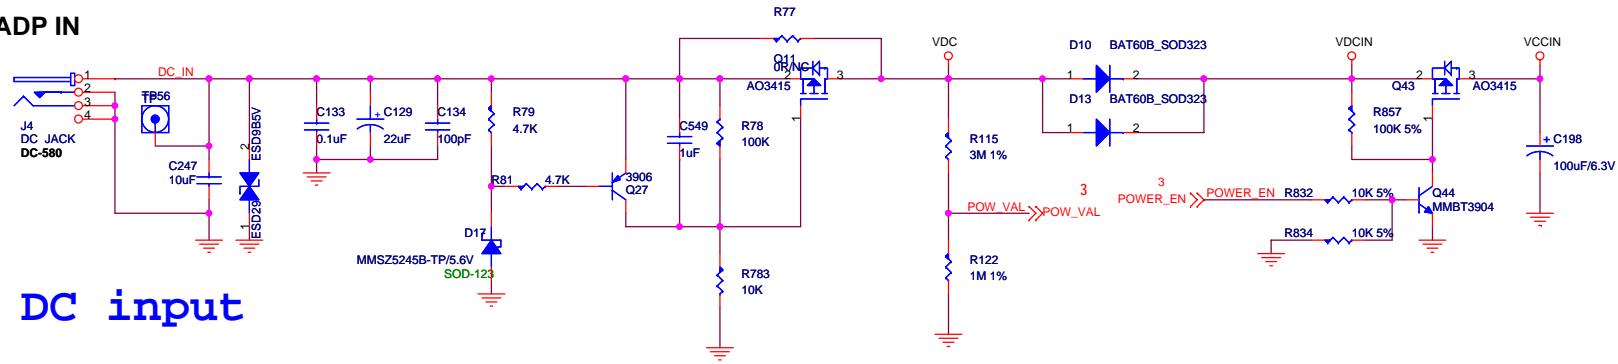 ADP IN
1
2
3
4
J4
DC JACK
DC-580
DC_IN
TP56
TP
C247
10uF
2
ESD9B5V
1
ESD29
C133
0.1uF
C129
22uF
C134
100pF
R79
4.7K
R81
4.7K
D17
MMSZ5245B-TP/5.6V
SOD-123
3906
Q27
C549
1uF
R78
100K
R783
10K
R77
0R/NC
Q11
AO3415
2
3
1
VDC
R115
3M 1%
POW_VAL
3
POW_VAL
R122
1M 1%
D10
BAT60B_SOD323
1
2
D13
BAT60B_SOD323
1
2
VDCIN
R857
100K 5%
3
POWER_EN
POWER_EN
R832
10K 5%
R834
10K 5%
Q43
AO3415
2
3
1
Q44
MMBT3904
VCCIN
C198
100uF/6.3V
DC input